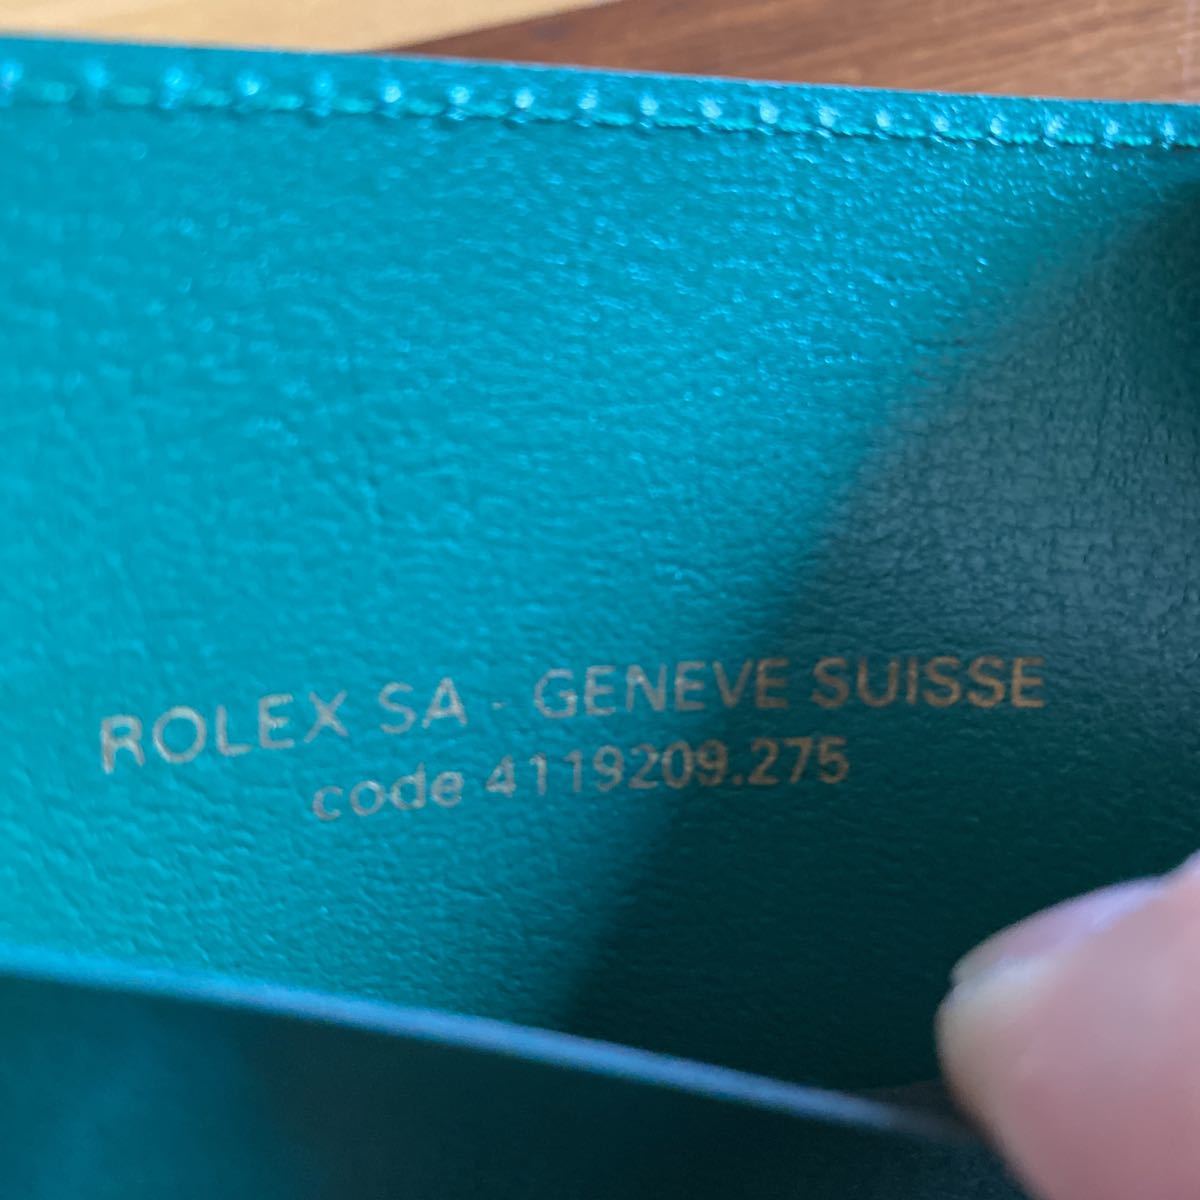 ROLEX SA - GENEVE SUISSE
code 4119209.275